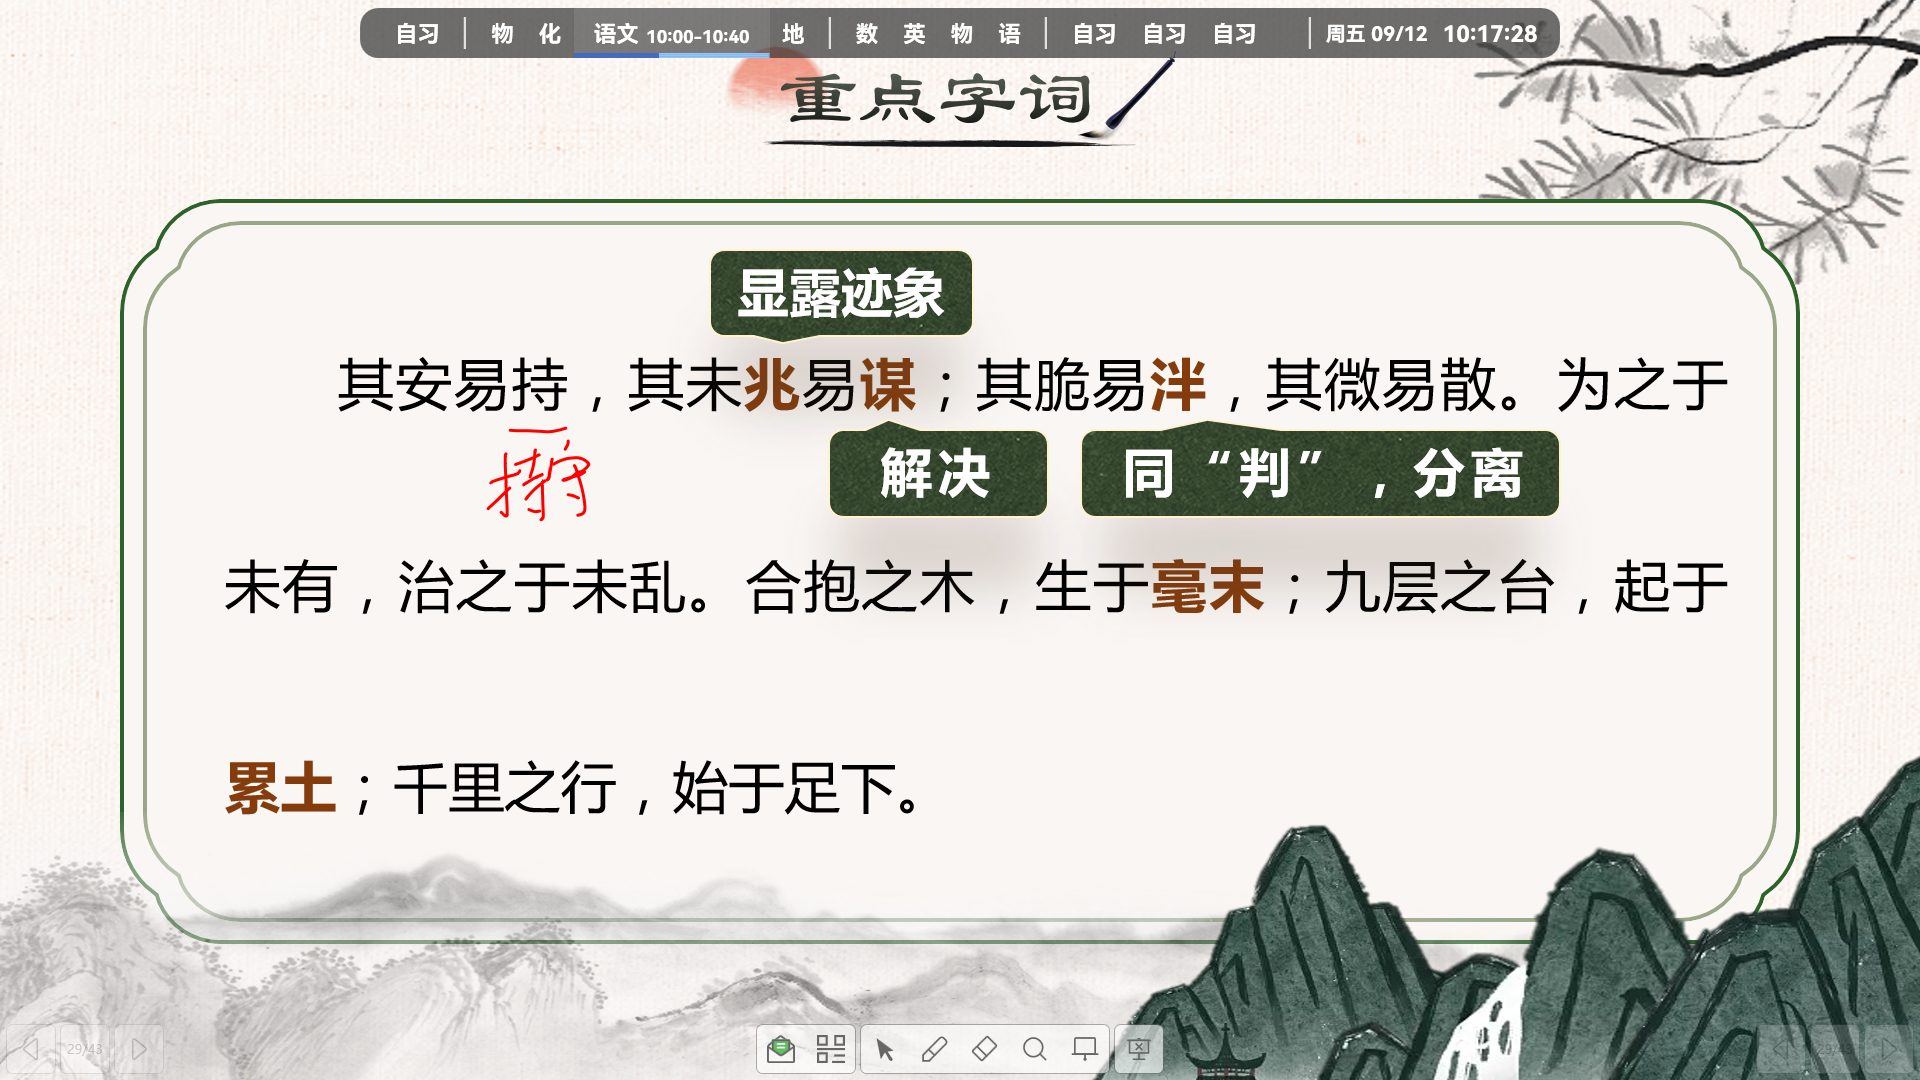 自习 物 化 语文 10:00-10:40 地 数 英 物 语 自习 自习 自习 周五 09/12 10:17:28
重点字词
显露迹象
其安易持，其未兆易谋；其脆易泮，其微易散。为之于
持守
解决
同“判”，分离
未有，治之于未乱。合抱之木，生于毫末；九层之台，起于
累土；千里之行，始于足下。
29/43